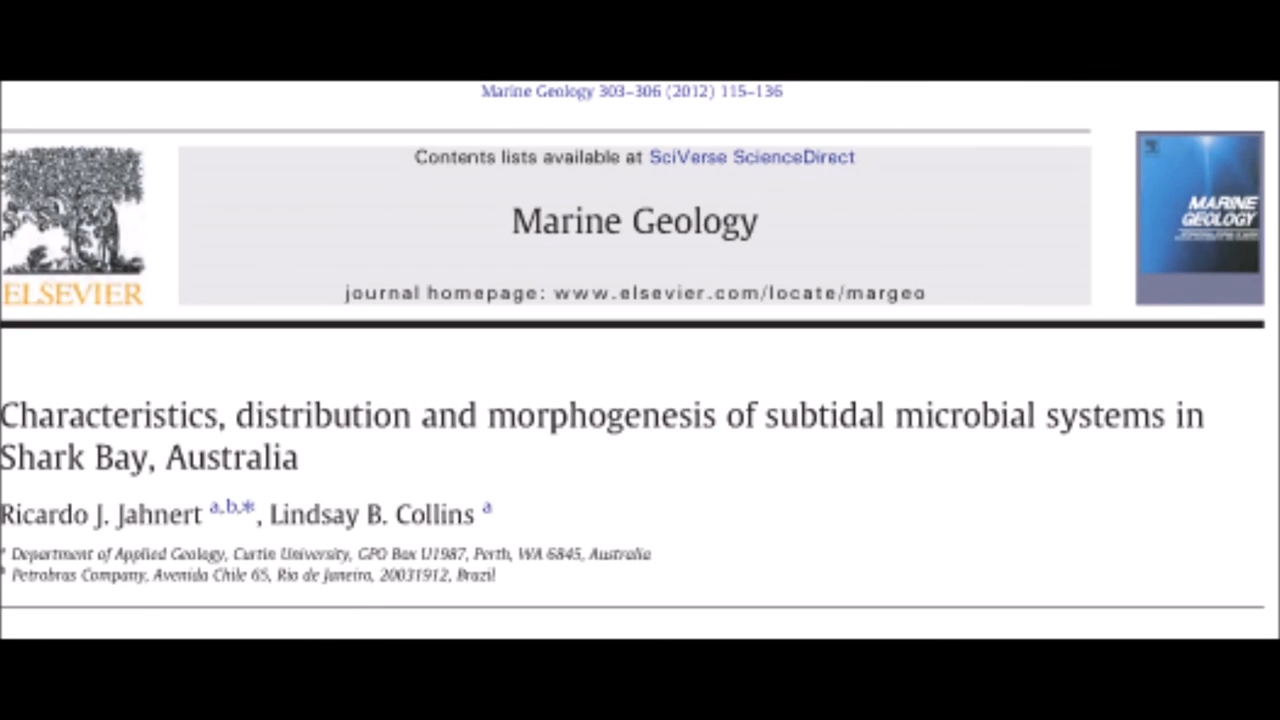 Marine Geology 303–306 (2012) 115–136
Contents lists available at SciVerse ScienceDirect
Marine Geology
journal homepage: www.elsevier.com/locate/margeo
ELSEVIER
MARINE
GEOLOGY
Characteristics, distribution and morphogenesis of subtidal microbial systems in
Shark Bay, Australia
Ricardo J. Jahnert a,b,*, Lindsay B. Collins a
Department of Applied Geology, Curtin University, GPO Box U1987, Perth, WA 6845, Australia
Petrobras Company, Avenida Chile 65, Rio de Janeiro, 20031912, Brazil